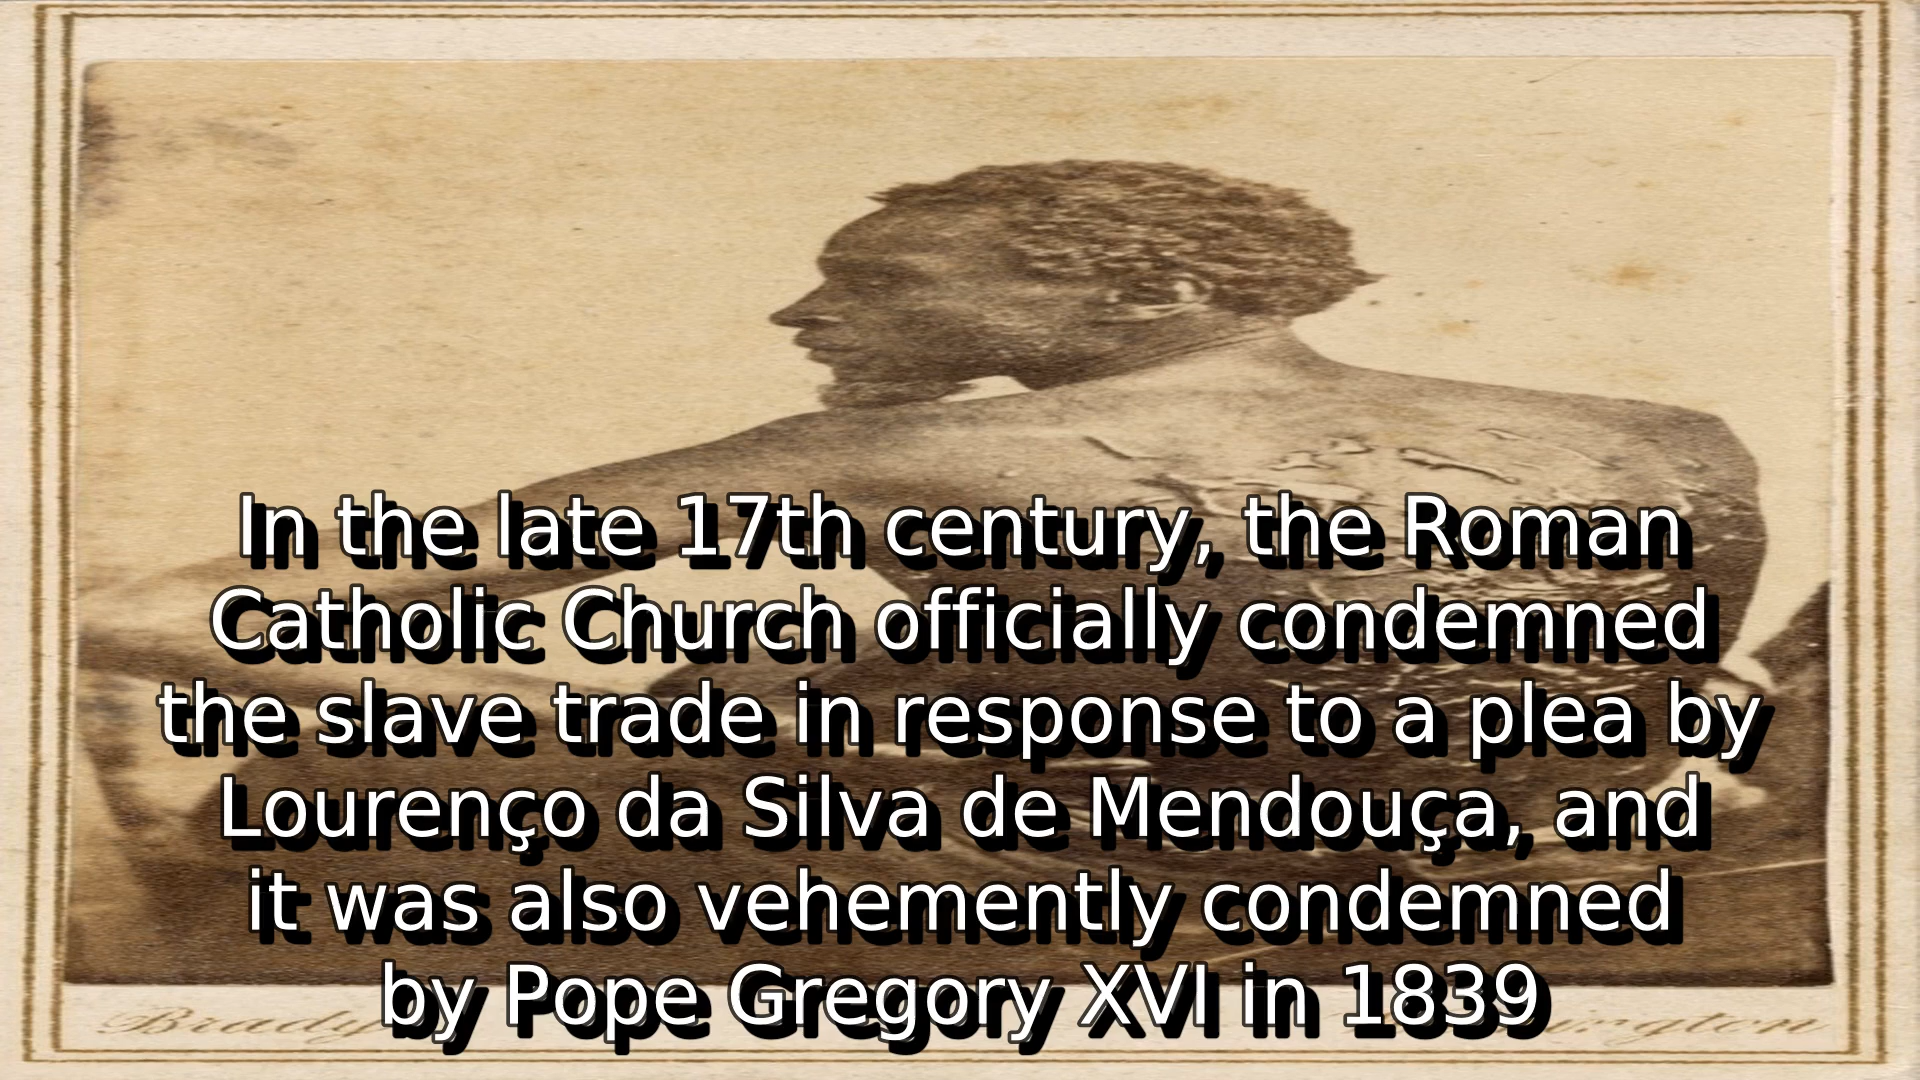 In the late 17th century, the Roman
Catholic Church officially condemned
the slave trade in response to a plea by
Lourenço da Silva de Mendouça, and
it was also vehemently condemned
by Pope Gregory XVI in 1839
Brady